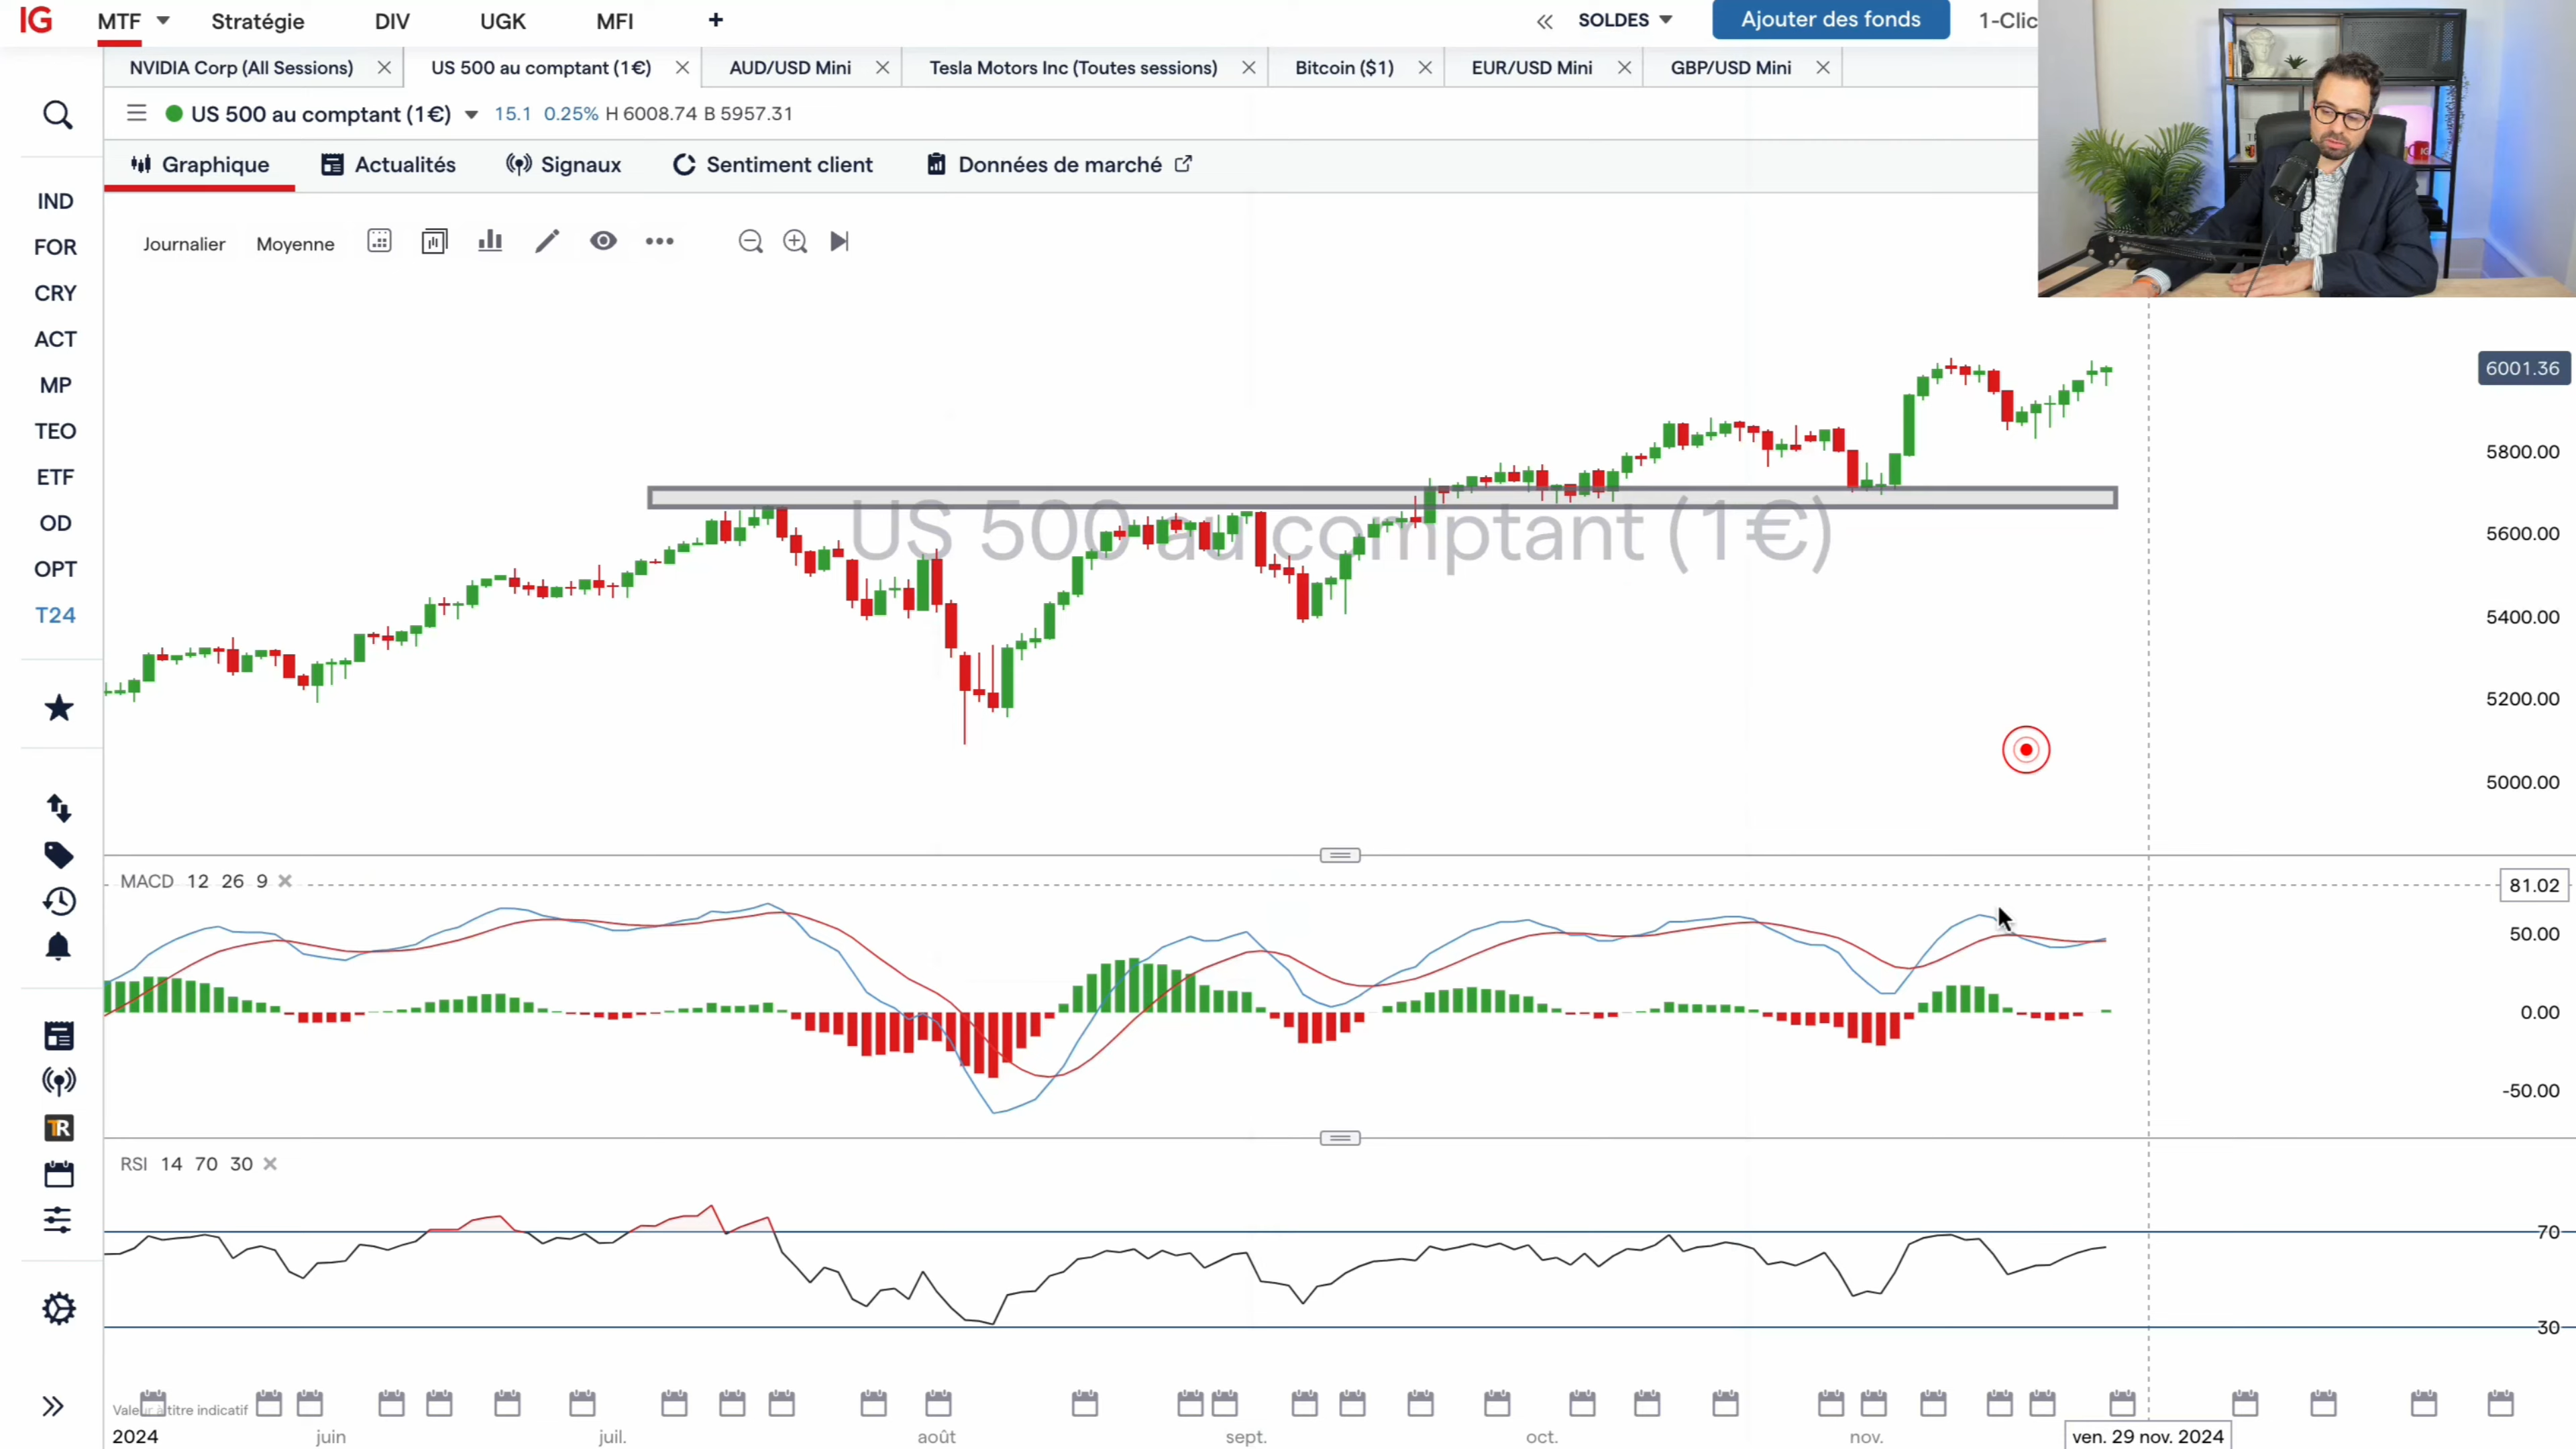 IG MTF Stratégie DIV UGK MFI + SOLDES Ajouter des fonds 1-Clic
NVIDIA Corp (All Sessions) US 500 au comptant (1€) AUD/USD Mini Tesla Motors Inc (Toutes sessions) Bitcoin ($1) EUR/USD Mini GBP/USD Mini
US 500 au comptant (1€) 15.1 0.25% H 6008.74 B 5957.31
Graphique Actualités Signaux Sentiment client Données de marché
IND
FOR
CRY
ACT
MP
TEO
ETF
OD
OPT
T24
TR
Journalier Moyenne
US 500 au comptant (1€)
6001.36
5800.00
5600.00
5400.00
5200.00
5000.00
MACD 12 26 9
81.02
50.00
0.00
-50.00
RSI 14 70 30
70
30
Valeur à titre indicatif
2024 juin juil. août sept. oct. nov. ven. 29 nov. 2024